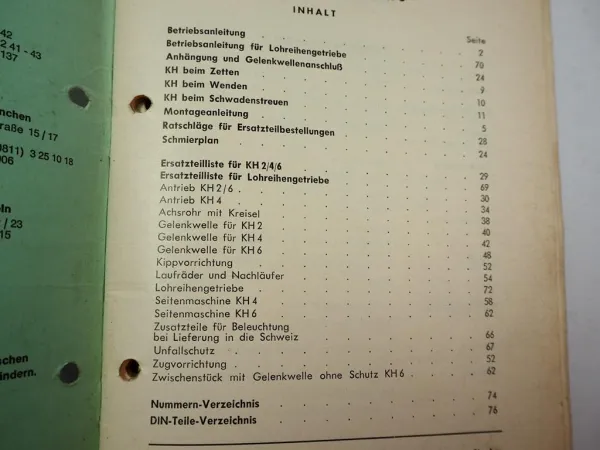 42
2 41 - 43
137
nchen
raße 15 / 17
0811) 3 25 10 18
06
ln
/ 23
15
schen
ändern.
INHALT
Seite
Betriebsanleitung 2
Betriebsanleitung für Lohreihengetriebe 70
Anhängung und Gelenkwellenanschluß 24
KH beim Zetten 9
KH beim Wenden 10
KH beim Schwadenstreuen 11
Montageanleitung 5
Ratschläge für Ersatzteilbestellungen 28
Schmierplan 24
Ersatzteilliste für KH 2/4/6 29
Ersatzteilliste für Lohreihengetriebe 69
Antrieb KH 2/6 30
Antrieb KH 4 34
Achsrohr mit Kreisel 38
Gelenkwelle für KH 2 40
Gelenkwelle für KH 4 42
Gelenkwelle für KH 6 48
Kippvorrichtung 52
Laufräder und Nachläufer 54
Lohreihengetriebe 72
Seitenmaschine KH 4 58
Seitenmaschine KH 6 62
Zusatzteile für Beleuchtung
bei Lieferung in die Schweiz 66
Unfallschutz 67
Zugvorrichtung 52
Zwischenstück mit Gelenkwelle ohne Schutz KH 6 62
Nummern-Verzeichnis 74
DIN-Teile-Verzeichnis 76